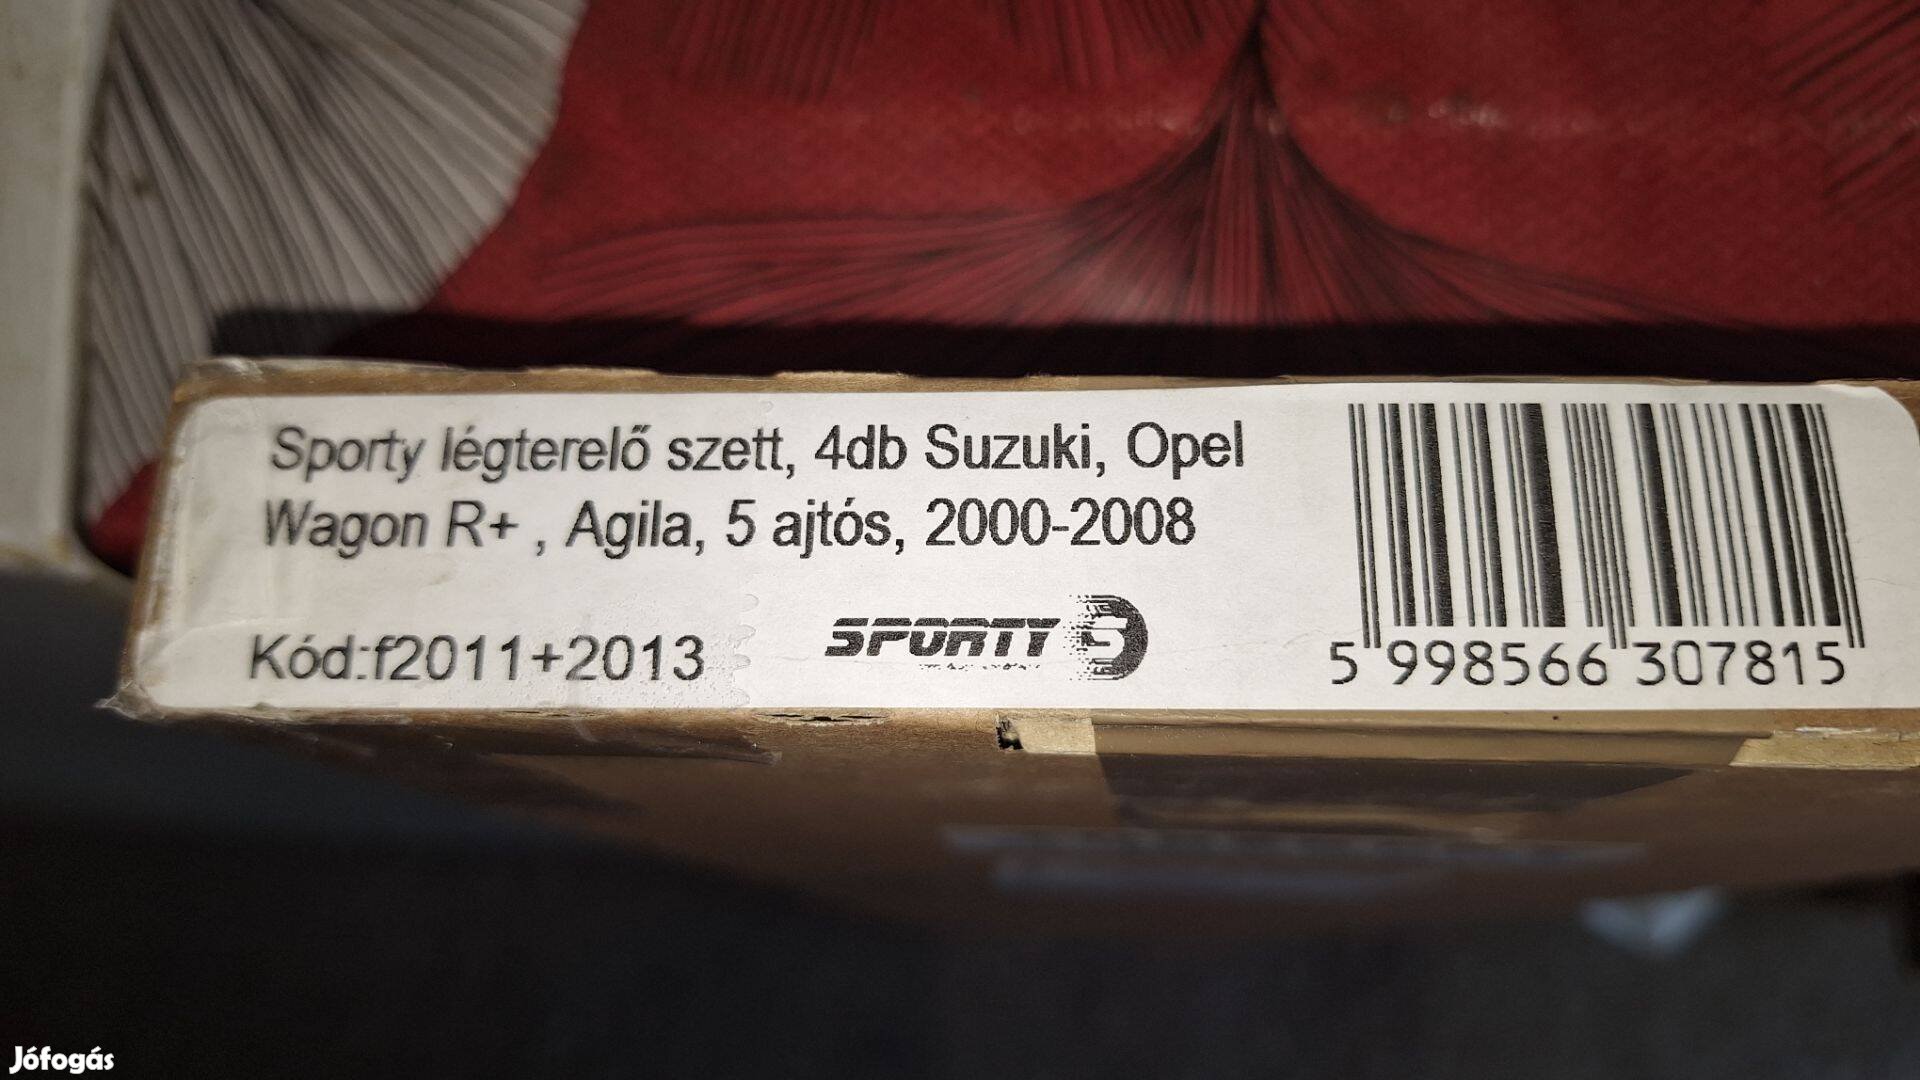 Sporty légterelő szett, 4db Suzuki, Opel
Wagon R+ , Agila, 5 ajtós, 2000-2008
Kód:f2011+2013
SPORTY S
5 998566 307815
Jófogás